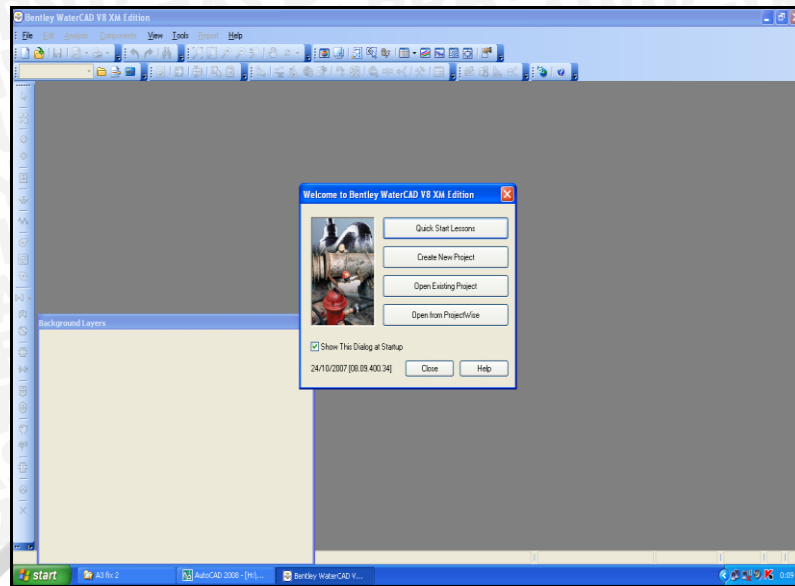 Bentley WaterCAD V8 XM Edition
File Edit Analysis Components View Tools Report Help
Welcome to Bentley WaterCAD V8 XM Edition
Quick Start Lessons
Create New Project
Open Existing Project
Open from ProjectWise
Background Layers
Show This Dialog at Startup
24/10/2007 [08.09.400.34] Close Help
start A3 fix 2 AutoCAD 2008 - [H:\... Bentley WaterCAD V... 0:09